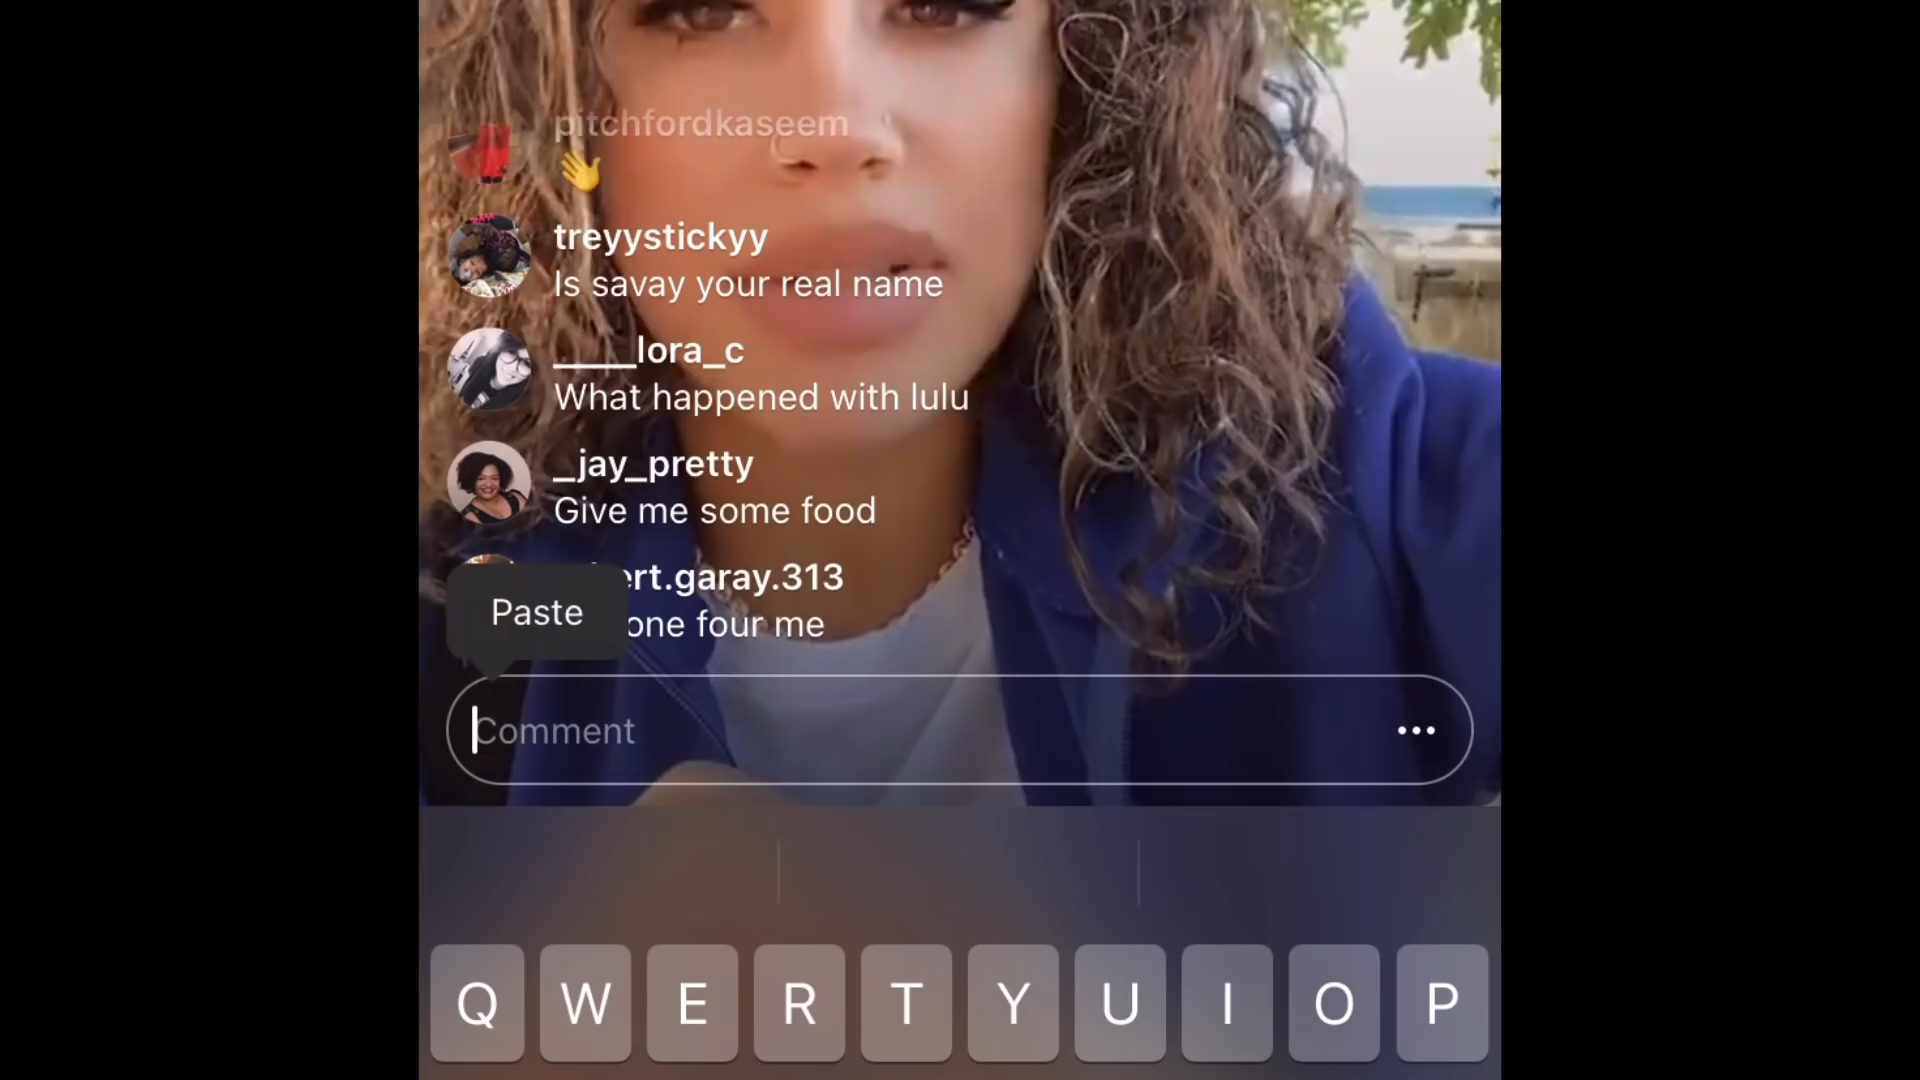 pitchfordkaseem
👋
treyystickyy
Is savay your real name
_____lora_c
What happened with lulu
_jay_pretty
Give me some food
ert.garay.313
one four me
Paste
Comment
Q W E R T Y U I O P